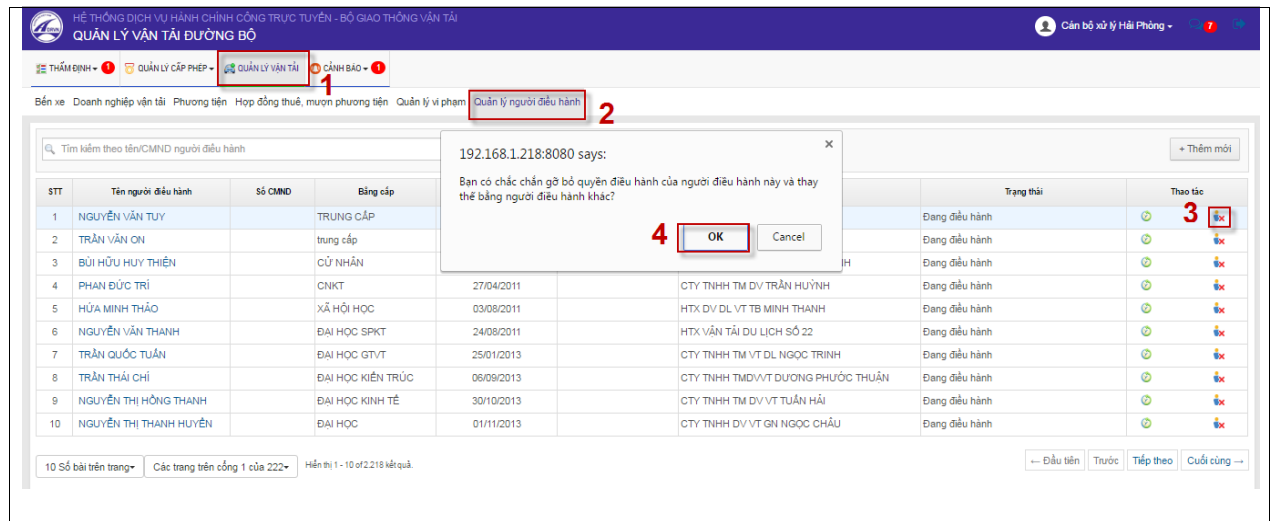 HỆ THỐNG DỊCH VỤ HÀNH CHÍNH CÔNG TRỰC TUYẾN - BỘ GIAO THÔNG VẬN TẢI
QUẢN LÝ VẬN TẢI ĐƯỜNG BỘ
Cán bộ xử lý Hải Phòng
7
THẨM ĐỊNH 1 QUẢN LÝ CẤP PHÉP QUẢN LÝ VẬN TẢI CẢNH BÁO 1
1
Bến xe Doanh nghiệp vận tải Phương tiện Hợp đồng thuê, mượn phương tiện Quản lý vi phạm Quản lý người điều hành
2
Tìm kiếm theo tên/CMND người điều hành
+ Thêm mới
192.168.1.218:8080 says:
×
Bạn có chắc chắn gỡ bỏ quyền điều hành của người điều hành này và thay
thế bằng người điều hành khác?
4
OK Cancel
STT Tên người điều hành Số CMND Bằng cấp Trạng thái Thao tác
1 NGUYỄN VĂN TUY TRUNG CẤP Đang điều hành 3
2 TRẦN VĂN ON trung cấp Đang điều hành
3 BÙI HỮU HUY THIỆN CỬ NHÂN H Đang điều hành
4 PHAN ĐỨC TRÍ CNKT 27/04/2011 CTY TNHH TM DV TRẦN HUỲNH Đang điều hành
5 HỨA MINH THẢO XÃ HỘI HỌC 03/08/2011 HTX DV DL VT TB MINH THANH Đang điều hành
6 NGUYỄN VĂN THANH ĐẠI HỌC SPKT 24/08/2011 HTX VẬN TẢI DU LỊCH SỐ 22 Đang điều hành
7 TRẦN QUỐC TUẤN ĐẠI HỌC GTVT 25/01/2013 CTY TNHH TM VT DL NGỌC TRINH Đang điều hành
8 TRẦN THÁI CHÍ ĐẠI HỌC KIẾN TRÚC 06/09/2013 CTY TNHH TMDVVT DƯƠNG PHƯỚC THUẬN Đang điều hành
9 NGUYỄN THỊ HỒNG THANH ĐẠI HỌC KINH TẾ 30/10/2013 CTY TNHH TM DV VT TUẤN HẢI Đang điều hành
10 NGUYỄN THỊ THANH HUYỀN ĐẠI HỌC 01/11/2013 CTY TNHH DV VT GN NGỌC CHÂU Đang điều hành
10 Số bài trên trang Các trang trên cổng 1 của 222 Hiển thị 1 - 10 of 2.218 kết quả.
← Đầu tiên Trước Tiếp theo Cuối cùng →